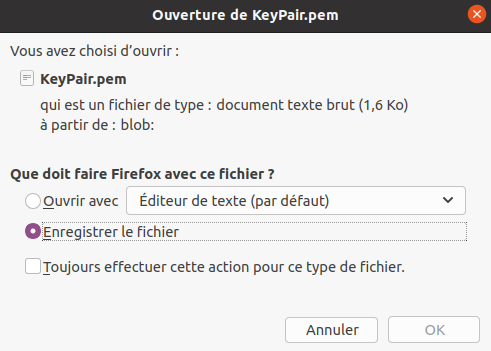 Ouverture de KeyPair.pem
Vous avez choisi d’ouvrir :
KeyPair.pem
qui est un fichier de type : document texte brut (1,6 Ko)
à partir de : blob:
Que doit faire Firefox avec ce fichier ?
Ouvrir avec
Éditeur de texte (par défaut)
Enregistrer le fichier
Toujours effectuer cette action pour ce type de fichier.
Annuler
OK